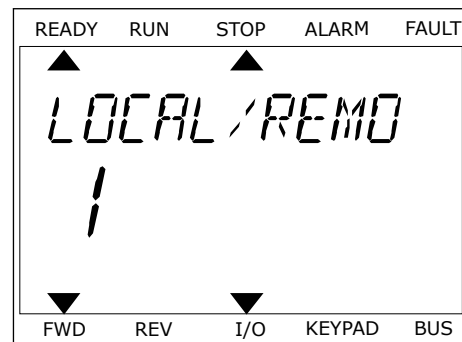 READY RUN STOP ALARM FAULT
LOCAL/REMO
1
FWD REV I/O KEYPAD BUS